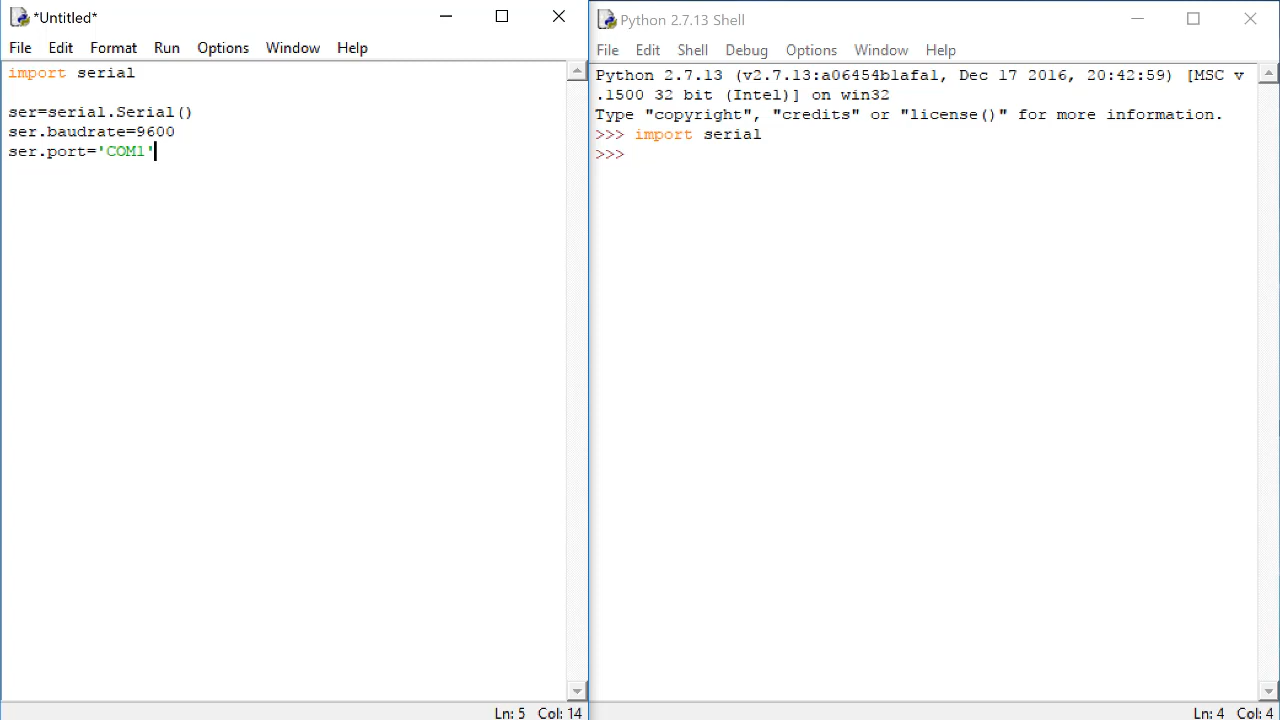 *Untitled*
File Edit Format Run Options Window Help
import serial
ser=serial.Serial()
ser.baudrate=9600
ser.port='COM1'
Ln: 5 Col: 14
Python 2.7.13 Shell
File Edit Shell Debug Options Window Help
Python 2.7.13 (v2.7.13:a06454b1afa1, Dec 17 2016, 20:42:59) [MSC v
.1500 32 bit (Intel)] on win32
Type "copyright", "credits" or "license()" for more information.
>>> import serial
>>>
Ln: 4 Col: 4